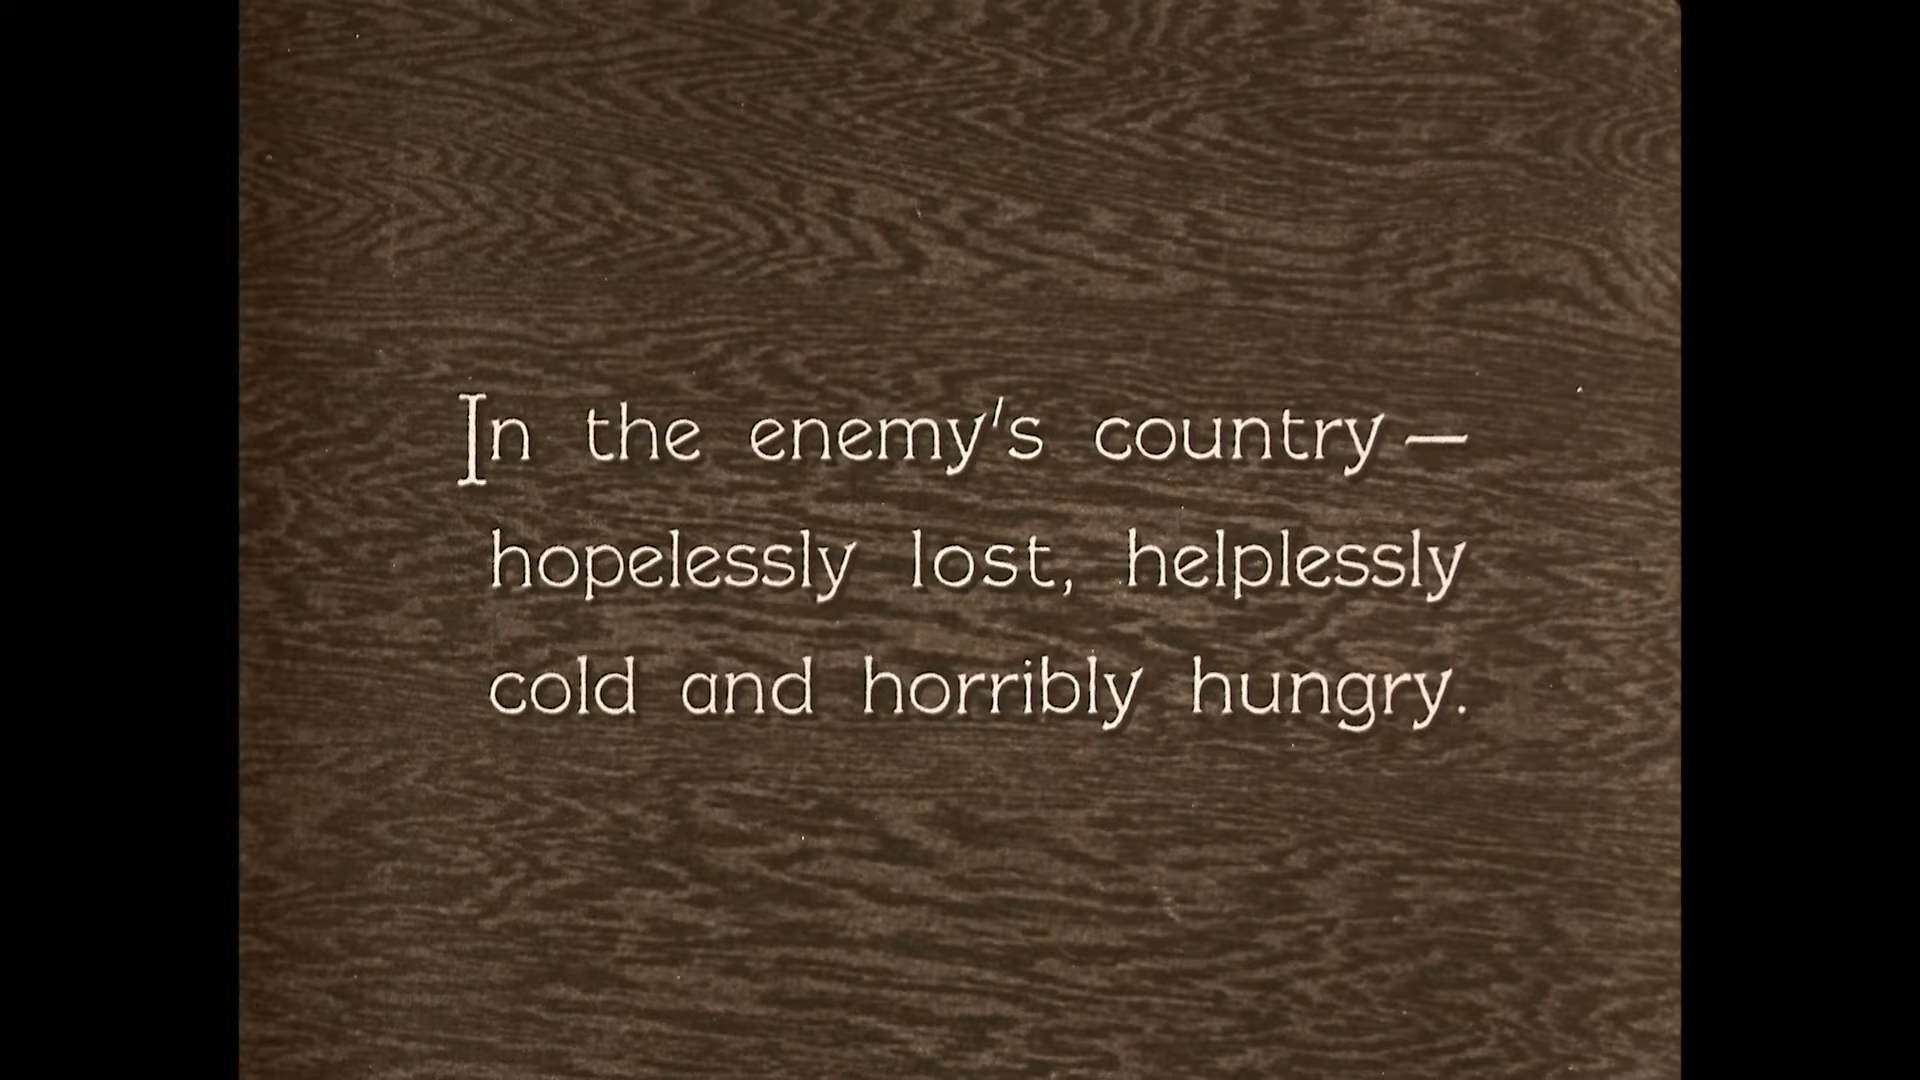 In the enemy's country —
hopelessly lost, helplessly
cold and horribly hungry.